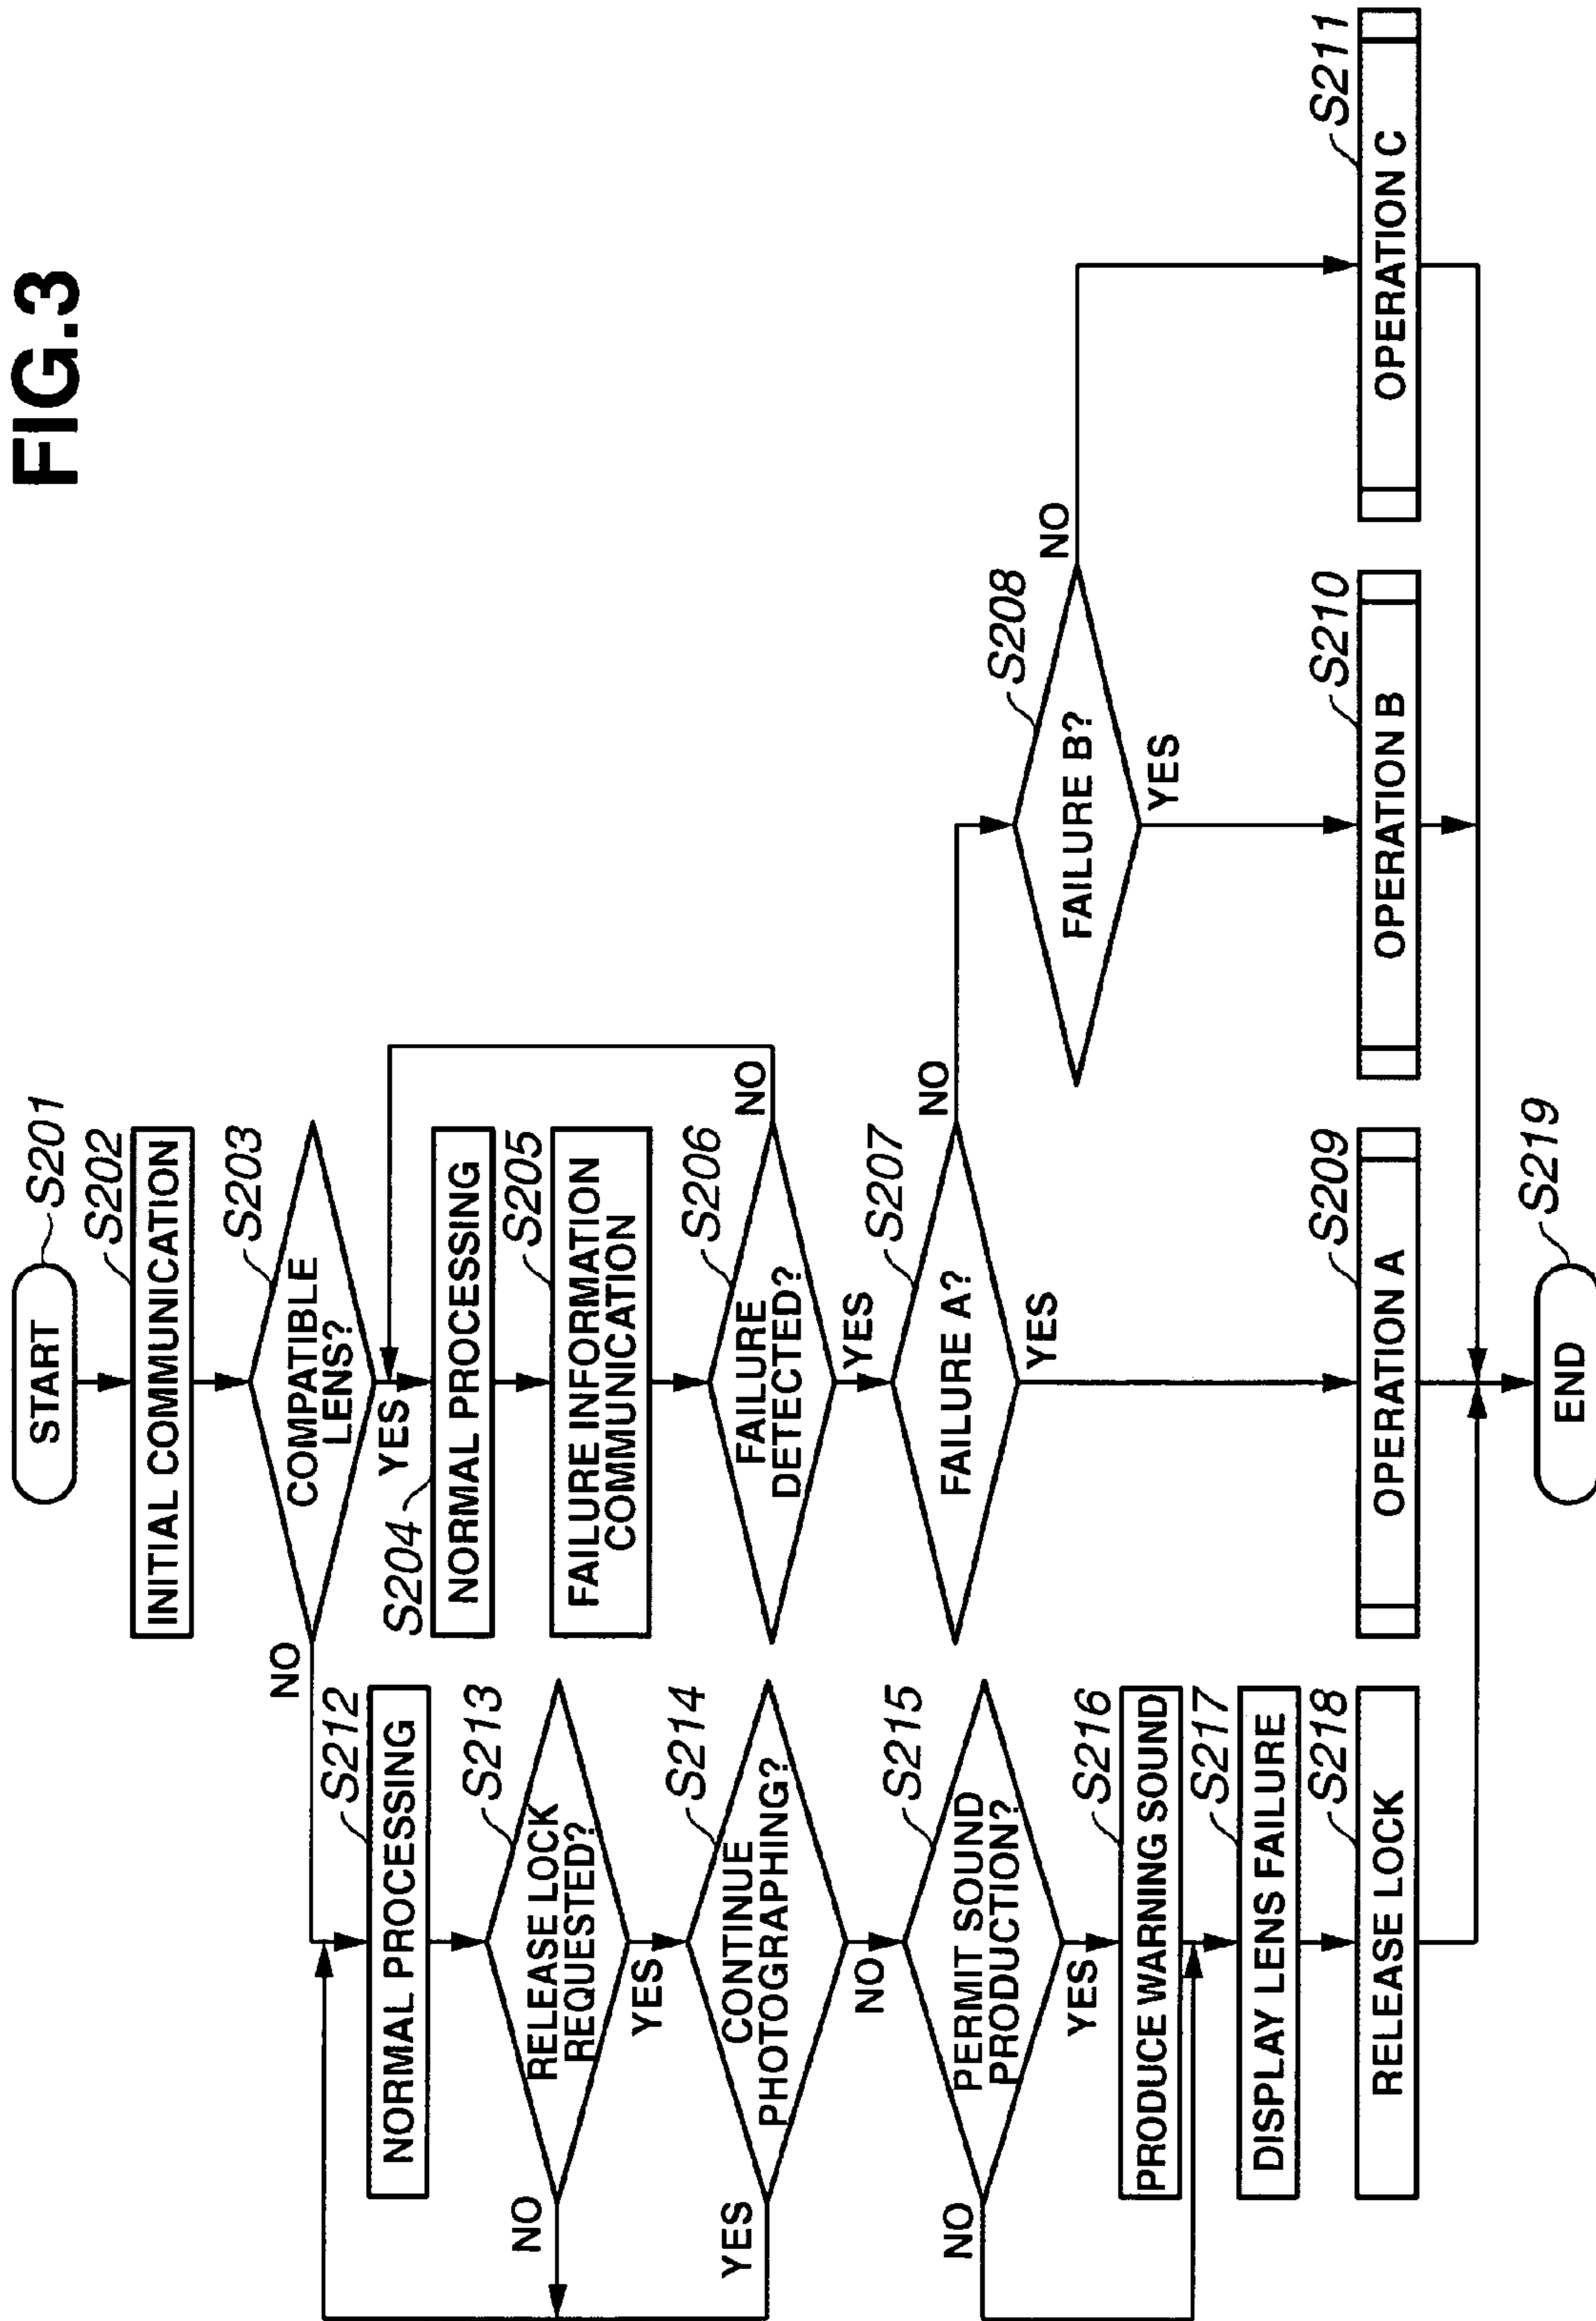 FIG.3
START
S201
INITIAL COMMUNICATION
S202
COMPATIBLE
LENS?
S203
NO
YES
S204
NORMAL PROCESSING
FAILURE INFORMATION
COMMUNICATION
S205
FAILURE
DETECTED?
S206
NO
YES
FAILURE A?
S207
NO
YES
FAILURE B?
S208
NO
YES
OPERATION A
S209
OPERATION B
S210
OPERATION C
S211
NORMAL PROCESSING
S212
RELEASE LOCK
REQUESTED?
S213
NO
YES
CONTINUE
PHOTOGRAPHING?
S214
YES
NO
PERMIT SOUND
PRODUCTION?
S215
NO
YES
PRODUCE WARNING SOUND
S216
DISPLAY LENS FAILURE
S217
RELEASE LOCK
S218
END
S219